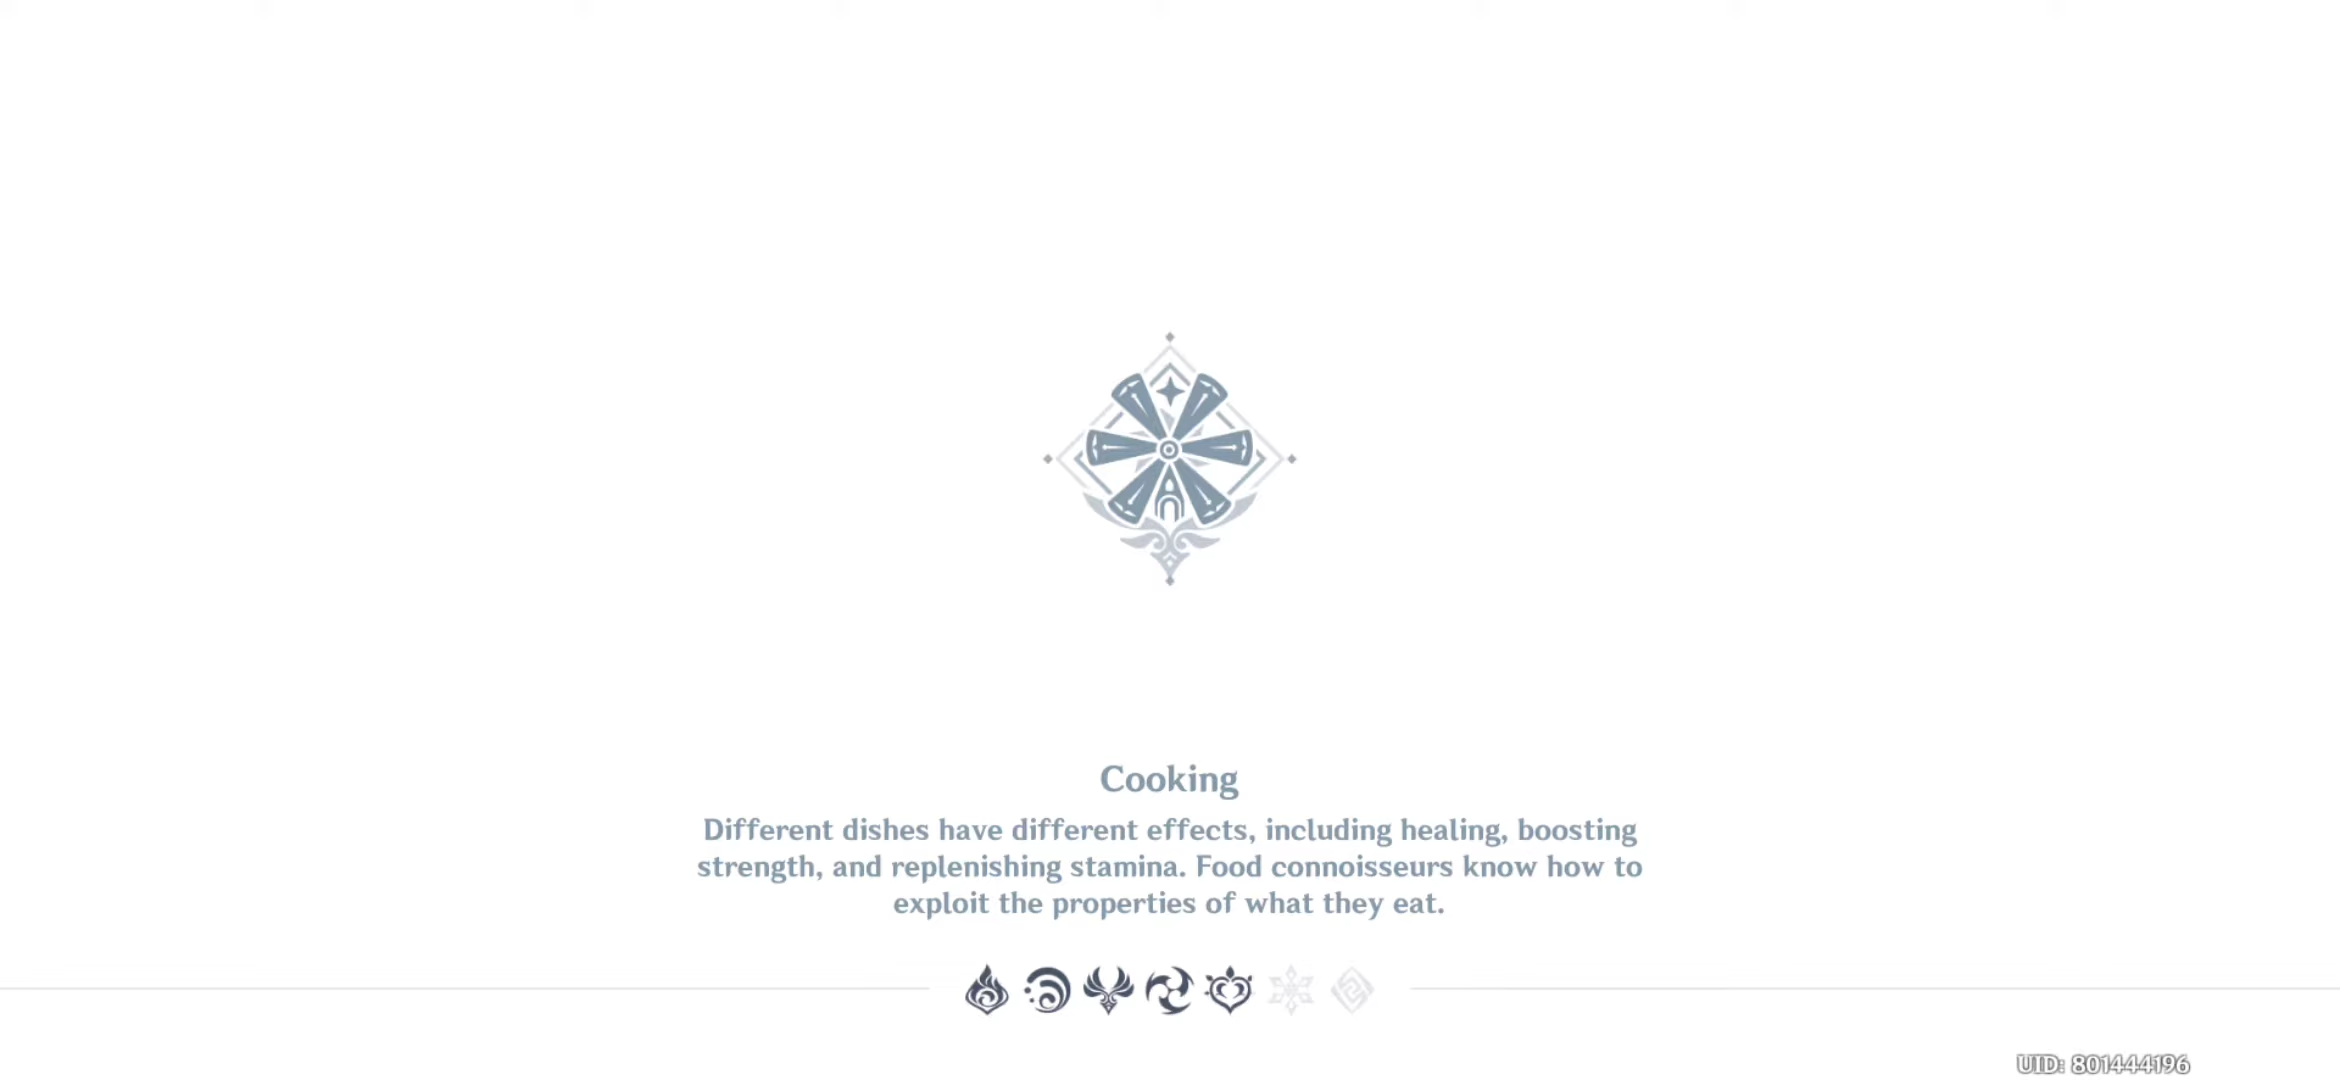 Cooking
Different dishes have different effects, including healing, boosting
strength, and replenishing stamina. Food connoisseurs know how to
exploit the properties of what they eat.
UID: 801444196